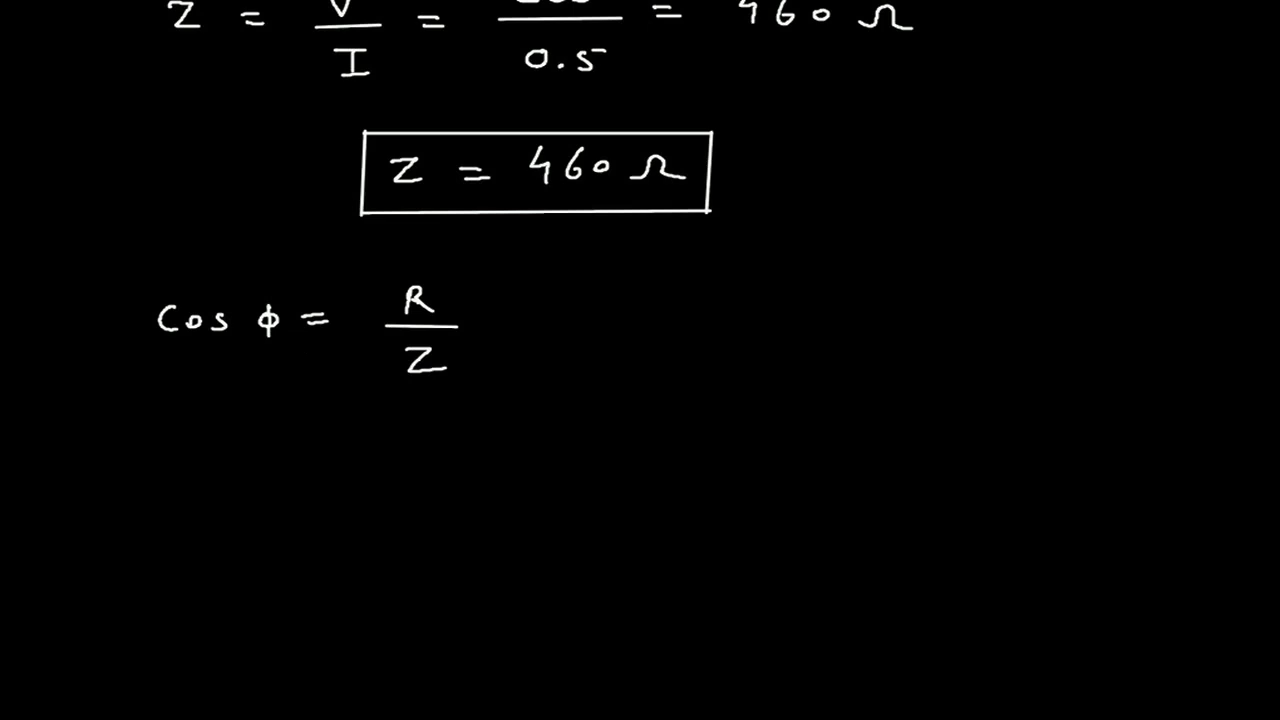 Z = V/I = /0.5 = 460 Ω
Z = 460 Ω
Cos ϕ = R/Z